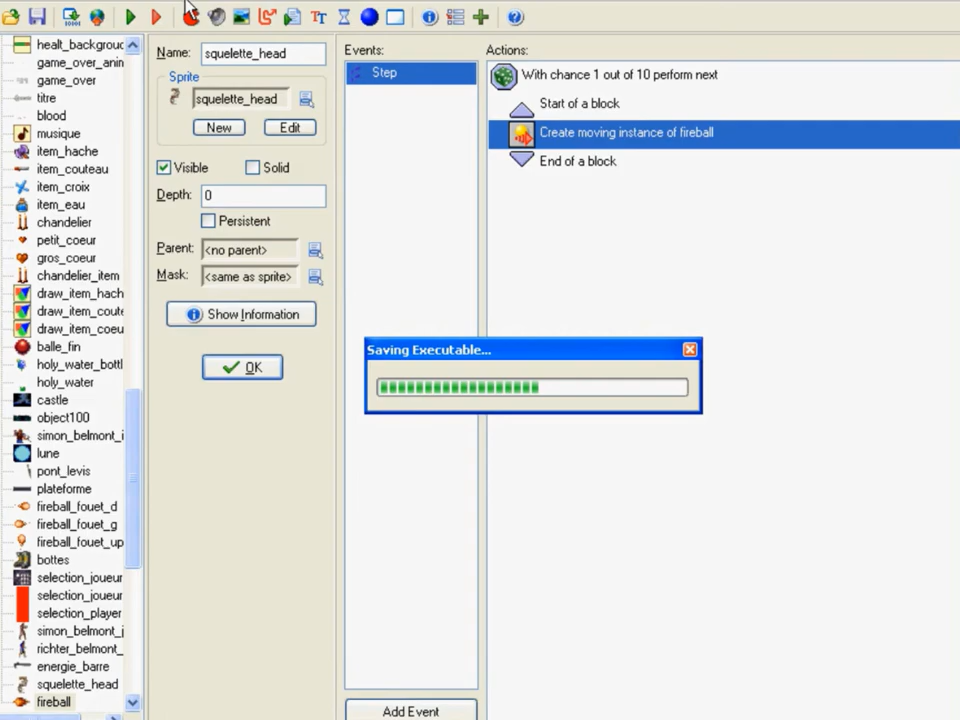 healt_backgroun
game_over_anin
game_over
titre
blood
musique
item_hache
item_couteau
item_croix
item_eau
chandelier
petit_coeur
gros_coeur
chandelier_item
draw_item_hach
draw_item_coute
draw_item_coeu
balle_fin
holy_water_bottl
holy_water
castle
object100
simon_belmont_i
lune
pont_levis
plateforme
fireball_fouet_d
fireball_fouet_g
fireball_fouet_up
bottes
selection_joueur
selection_joueur
selection_player
simon_belmont_j
richter_belmont_
energie_barre
squelette_head
fireball
Name: squelette_head
Sprite
squelette_head
New Edit
Visible Solid
Depth: 0
Persistent
Parent: <no parent>
Mask: <same as sprite>
Show Information
OK
Events:
Step
Add Event
Actions:
With chance 1 out of 10 perform next
Start of a block
Create moving instance of fireball
End of a block
Saving Executable...